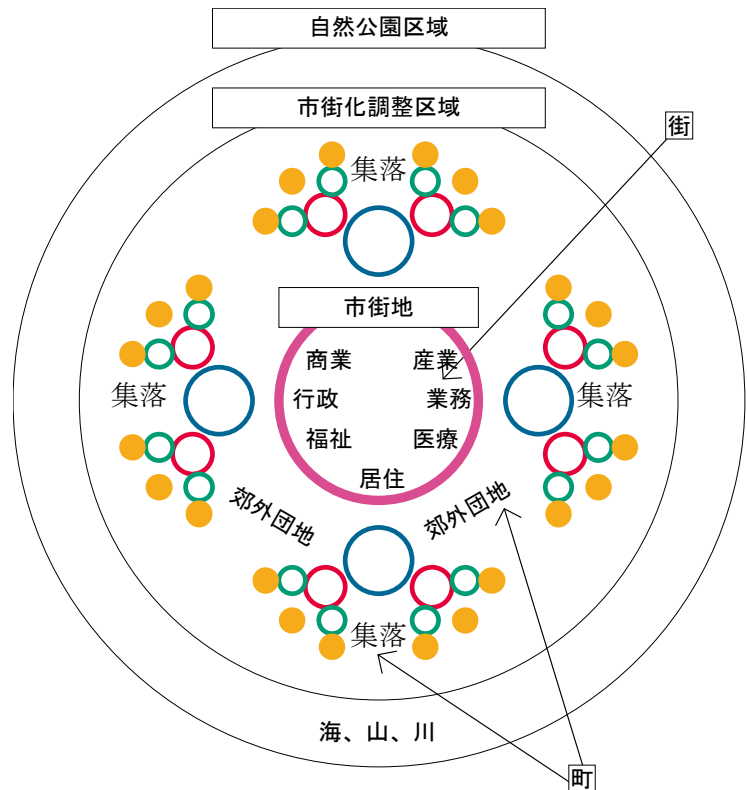 自然公園区域
市街化調整区域
街
集落
市街地
商業
産業
集落
行政
業務
集落
福祉
医療
居住
郊外団地
郊外団地
集落
海、山、川
町